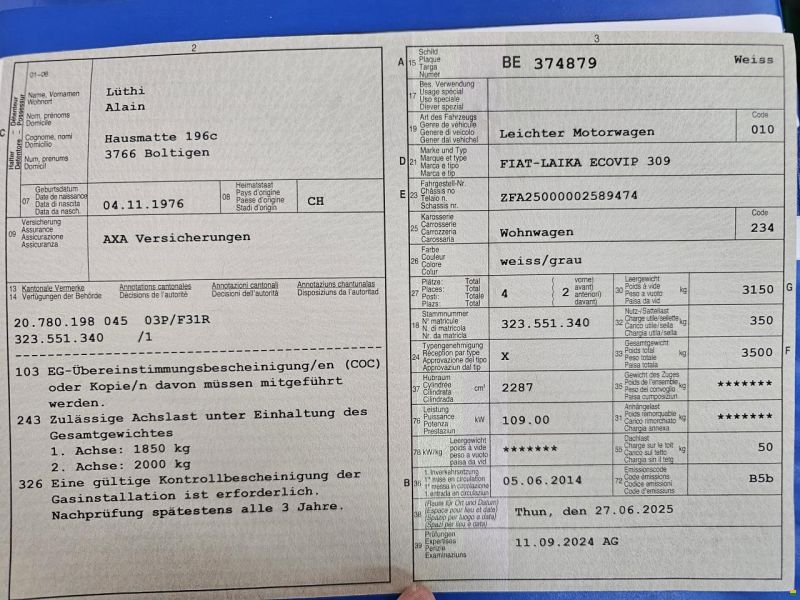 2
01-06
Name, Vornamen
Wohnort
Nom, prénoms
Domicile
Cognome, nomi
Domicilio
Num, prenums
Domicil
C
Halter Détenteur
Detentore Possessur
Lüthi
Alain
Hausmatte 196c
3766 Boltigen
07
Geburtsdatum
Date de naissance
Data di nascita
Data da nasch.
04.11.1976
08
Heimatstaat
Pays d'origine
Paese d'origine
Stadi d'origin
CH
09
Versicherung
Assurance
Assicurazione
Assicuranza
AXA Versicherungen
13 Kantonale Vermerke Annotations cantonales Annotazioni cantonali Annotaziuns chantunalas
14 Verfügungen der Behörde Décisions de l'autorité Decisioni dell'autorità Disposiziuns da l'autoritad
20.780.198 045 03P/F31R
323.551.340 /1
103 EG-Übereinstimmungsbescheinigung/en (COC)
oder Kopie/n davon müssen mitgeführt
werden.
243 Zulässige Achslast unter Einhaltung des
Gesamtgewichtes
1. Achse: 1850 kg
2. Achse: 2000 kg
326 Eine gültige Kontrollbescheinigung der
Gasinstallation ist erforderlich.
Nachprüfung spätestens alle 3 Jahre.
3
A 15
Schild
Plaque
Targa
Numer
BE 374879 Weiss
17
Bes. Verwendung
Usage spécial
Uso speciale
Diever spezial
19
Art des Fahrzeugs
Genre de véhicule
Genere di veicolo
Gener dal vehichel
Leichter Motorwagen
Code
010
D 21
Marke und Typ
Marque et type
Marca e tipo
Marca e tip
FIAT-LAIKA ECOVIP 309
E 23
Fahrgestell-Nr.
Châssis no
Telaio n.
Schassis nr.
ZFA25000002589474
25
Karosserie
Carrosserie
Carrozzeria
Carossaria
Wohnwagen
Code
234
26
Farbe
Couleur
Colore
Colur
weiss/grau
27
Plätze: Total
Places: Total
Posti: Totale
Plazs: Total
4
( vorne)
( 2 avant)
( anteriori)
( davant)
30
Leergewicht
Poids à vide
Peso a vuoto
Paisa da vid
kg
3150
G
18
Stammnummer
N° matricule
N. di matricola
Nr. da matricla
323.551.340
32
Nutz-/Sattellast
Charge utile/sellette
Carico utile/sella
Chargia utila/sella
kg
350
24
Typengenehmigung
Réception par type
Approvazione del tipo
Approvaziun dal tip
X
33
Gesamtgewicht
Poids total
Peso totale
Paisa totala
kg
3500
F
37
Hubraum
Cylindrée
Cilindrata
Cilindrada
cm³
2287
35
Gewicht des Zuges
Poids de l'ensemble
Peso del convoglio
Paisa cumposiziun
kg
*******
76
Leistung
Puissance
Potenza
Prestaziun
kW
109.00
31
Anhängelast
Poids remorquable
Carico rimorchiato
Chargia annexa
kg
*******
78 kW/kg
Leergewicht
poids à vide
peso a vuoto
paisa da vid
*******
55
Dachlast
Charge sur le toit
Carico sul tetto
Chargia sin il tetg
kg
50
B 36
1. Inverkehrsetzung
1re mise en circulation
1a messa in circolazione
1. entrada en circulaziun
05.06.2014
72
Emissionscode
Code émissions
Codice emissioni
Code d'emissiuns
B5b
38
(Raum für Ort und Datum)
(Espace pour lieu et date)
(Spazio per luogo e data)
(Spazi per lieu e data)
Thun, den 27.06.2025
39
Prüfungen
Expertises
Perizie
Examinaziuns
11.09.2024 AG